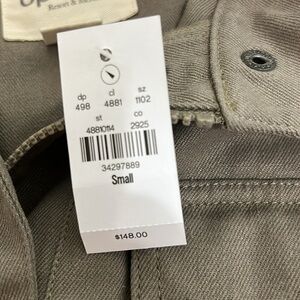 dp cl sz
498 4881 1102
st co
48810114 2925
34297889
Small
$148.00